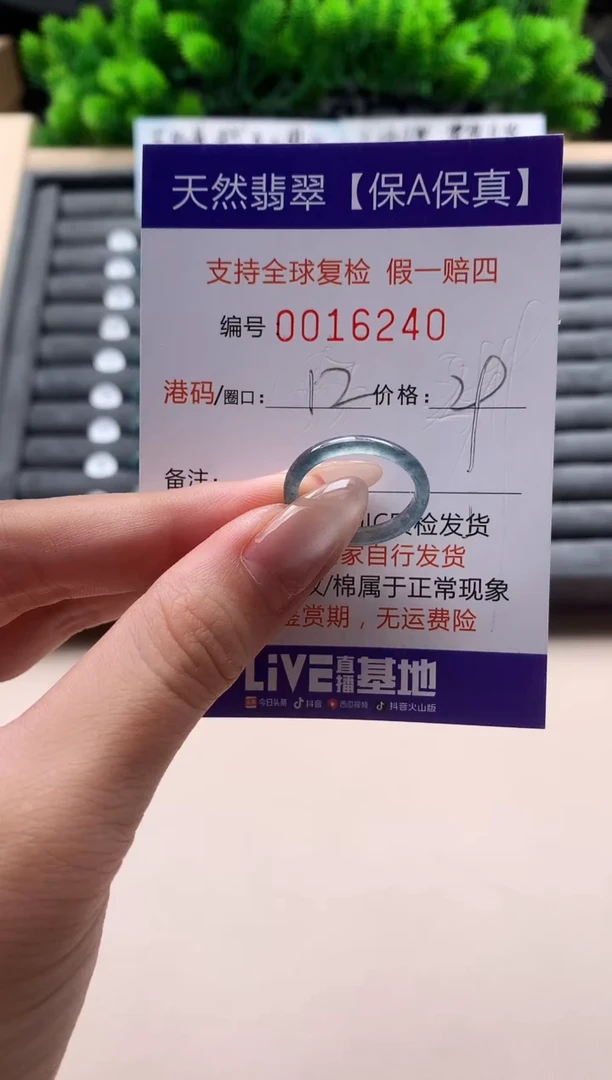 天然翡翠【保A保真】
支持全球复检 假一赔四
编号 0016240
港码/圈口: 12 价格:
备注:
检发货
家自行发货
/棉属于正常现象
赏期，无运费险
LIVE直播基地
今日头条 抖音 西瓜视频 抖音火山版